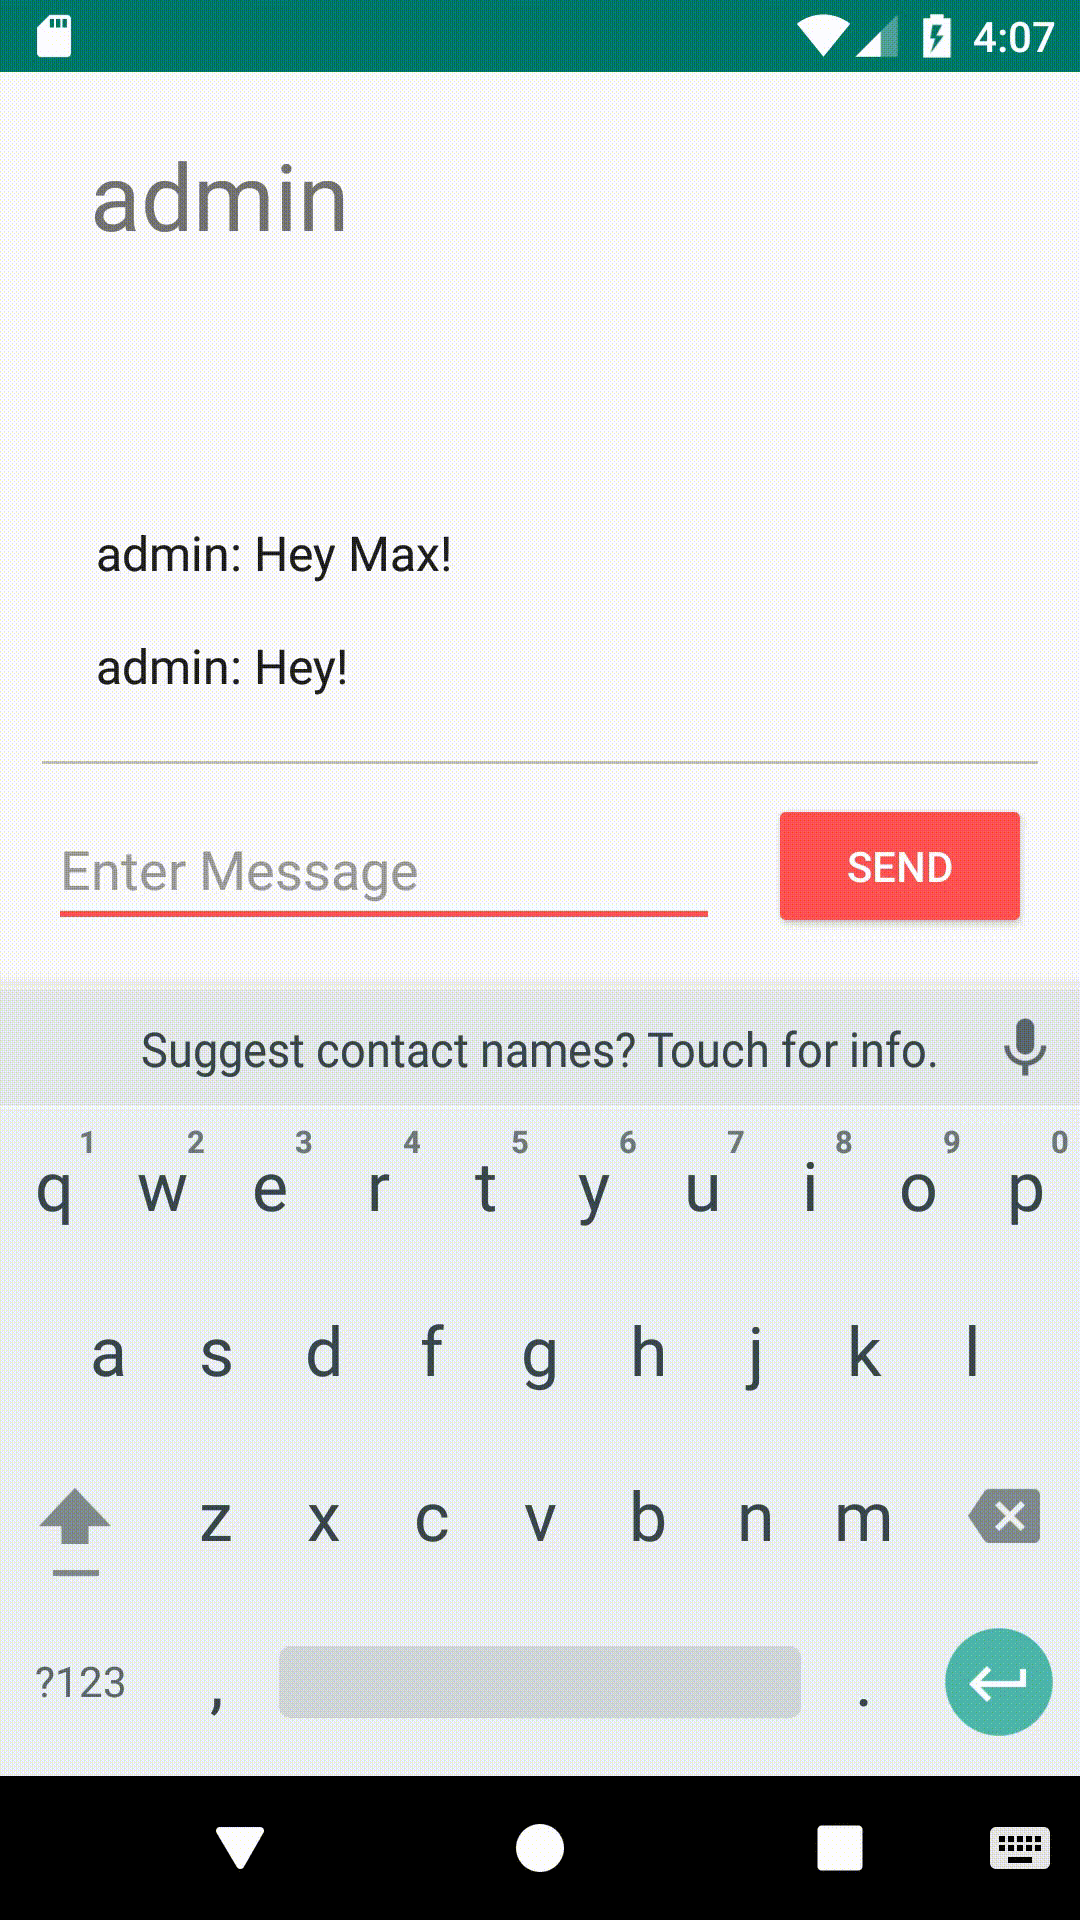 4:07
admin
admin: Hey Max!
admin: Hey!
Enter Message
SEND
Suggest contact names? Touch for info.
1 2 3 4 5 6 7 8 9 0
q w e r t y u i o p
a s d f g h j k l
z x c v b n m
?123 , .